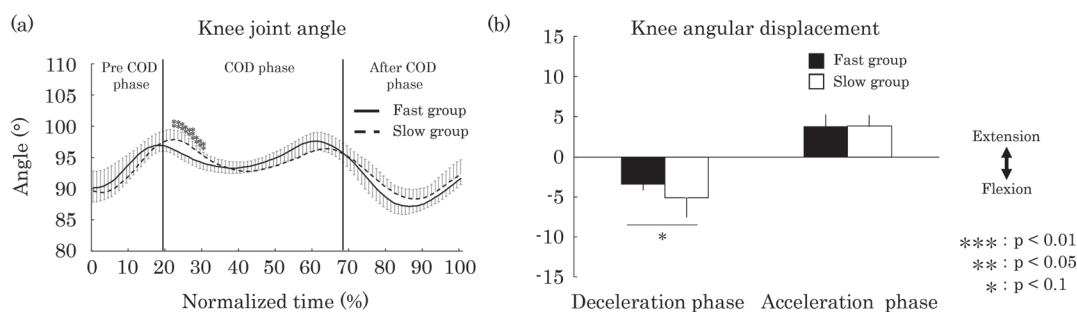 (a)
Knee joint angle
Pre COD
phase
COD phase
After COD
phase
Fast group
Slow group
Angle (°)
110
105
100
95
90
85
80
0 10 20 30 40 50 60 70 80 90 100
Normalized time (%)
(b)
Knee angular displacement
Fast group
Slow group
15
10
5
0
-5
-10
-15
*
Deceleration phase Acceleration phase
Extension
Flexion
*** : p < 0.01
** : p < 0.05
* : p < 0.1